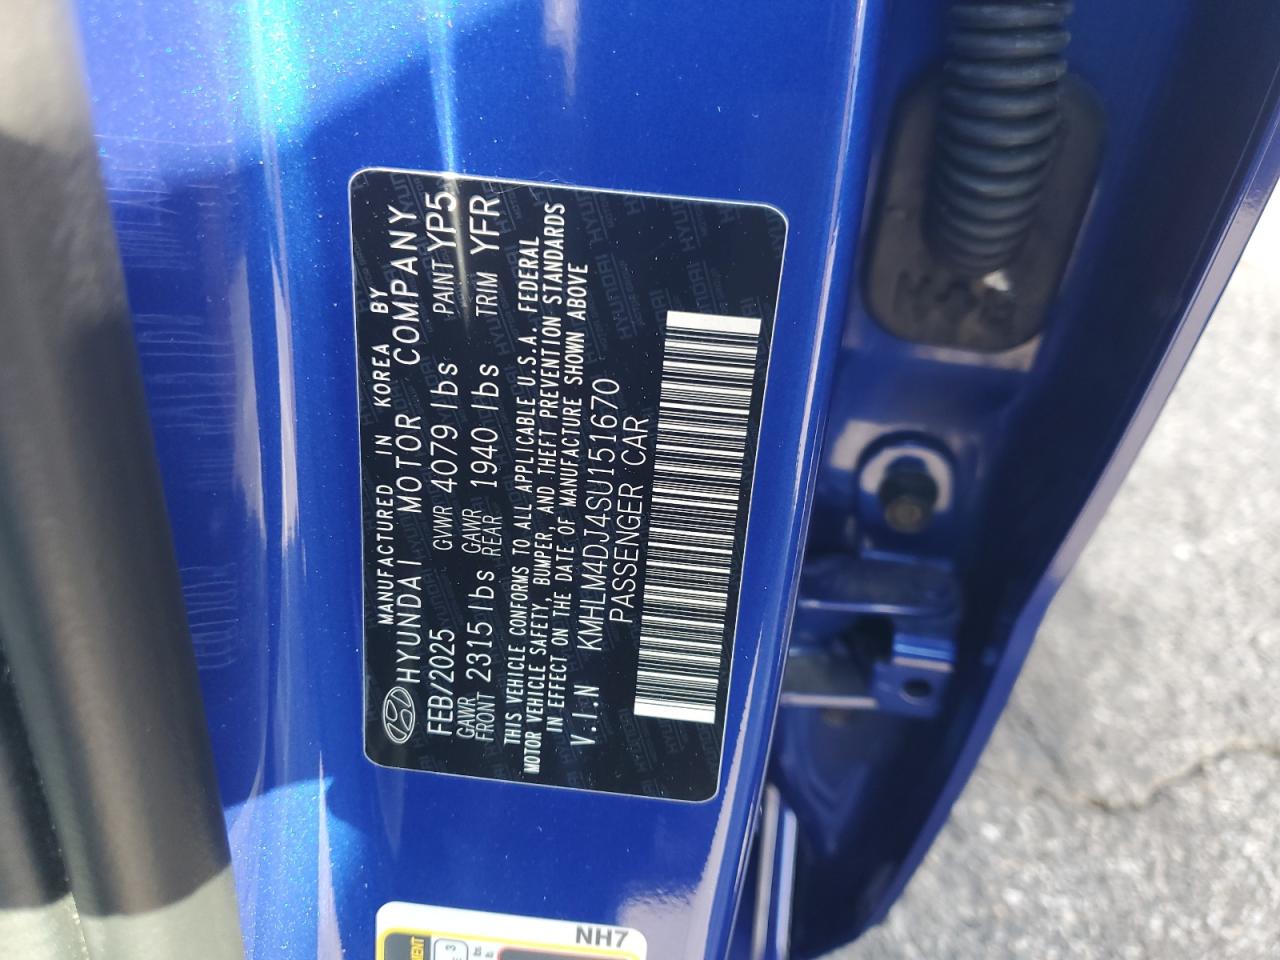 MANUFACTURED IN KOREA BY
HYUNDAI MOTOR COMPANY
FEB/2025 GVWR 4079 lbs PAINT YP5
GAWR FRONT 2315 lbs GAWR REAR 1940 lbs TRIM YFR
THIS VEHICLE CONFORMS TO ALL APPLICABLE U.S.A. FEDERAL
MOTOR VEHICLE SAFETY, BUMPER, AND THEFT PREVENTION STANDARDS
IN EFFECT ON THE DATE OF MANUFACTURE SHOWN ABOVE
V.I.N KMHLM4DJ4SU151670
PASSENGER CAR
NH7